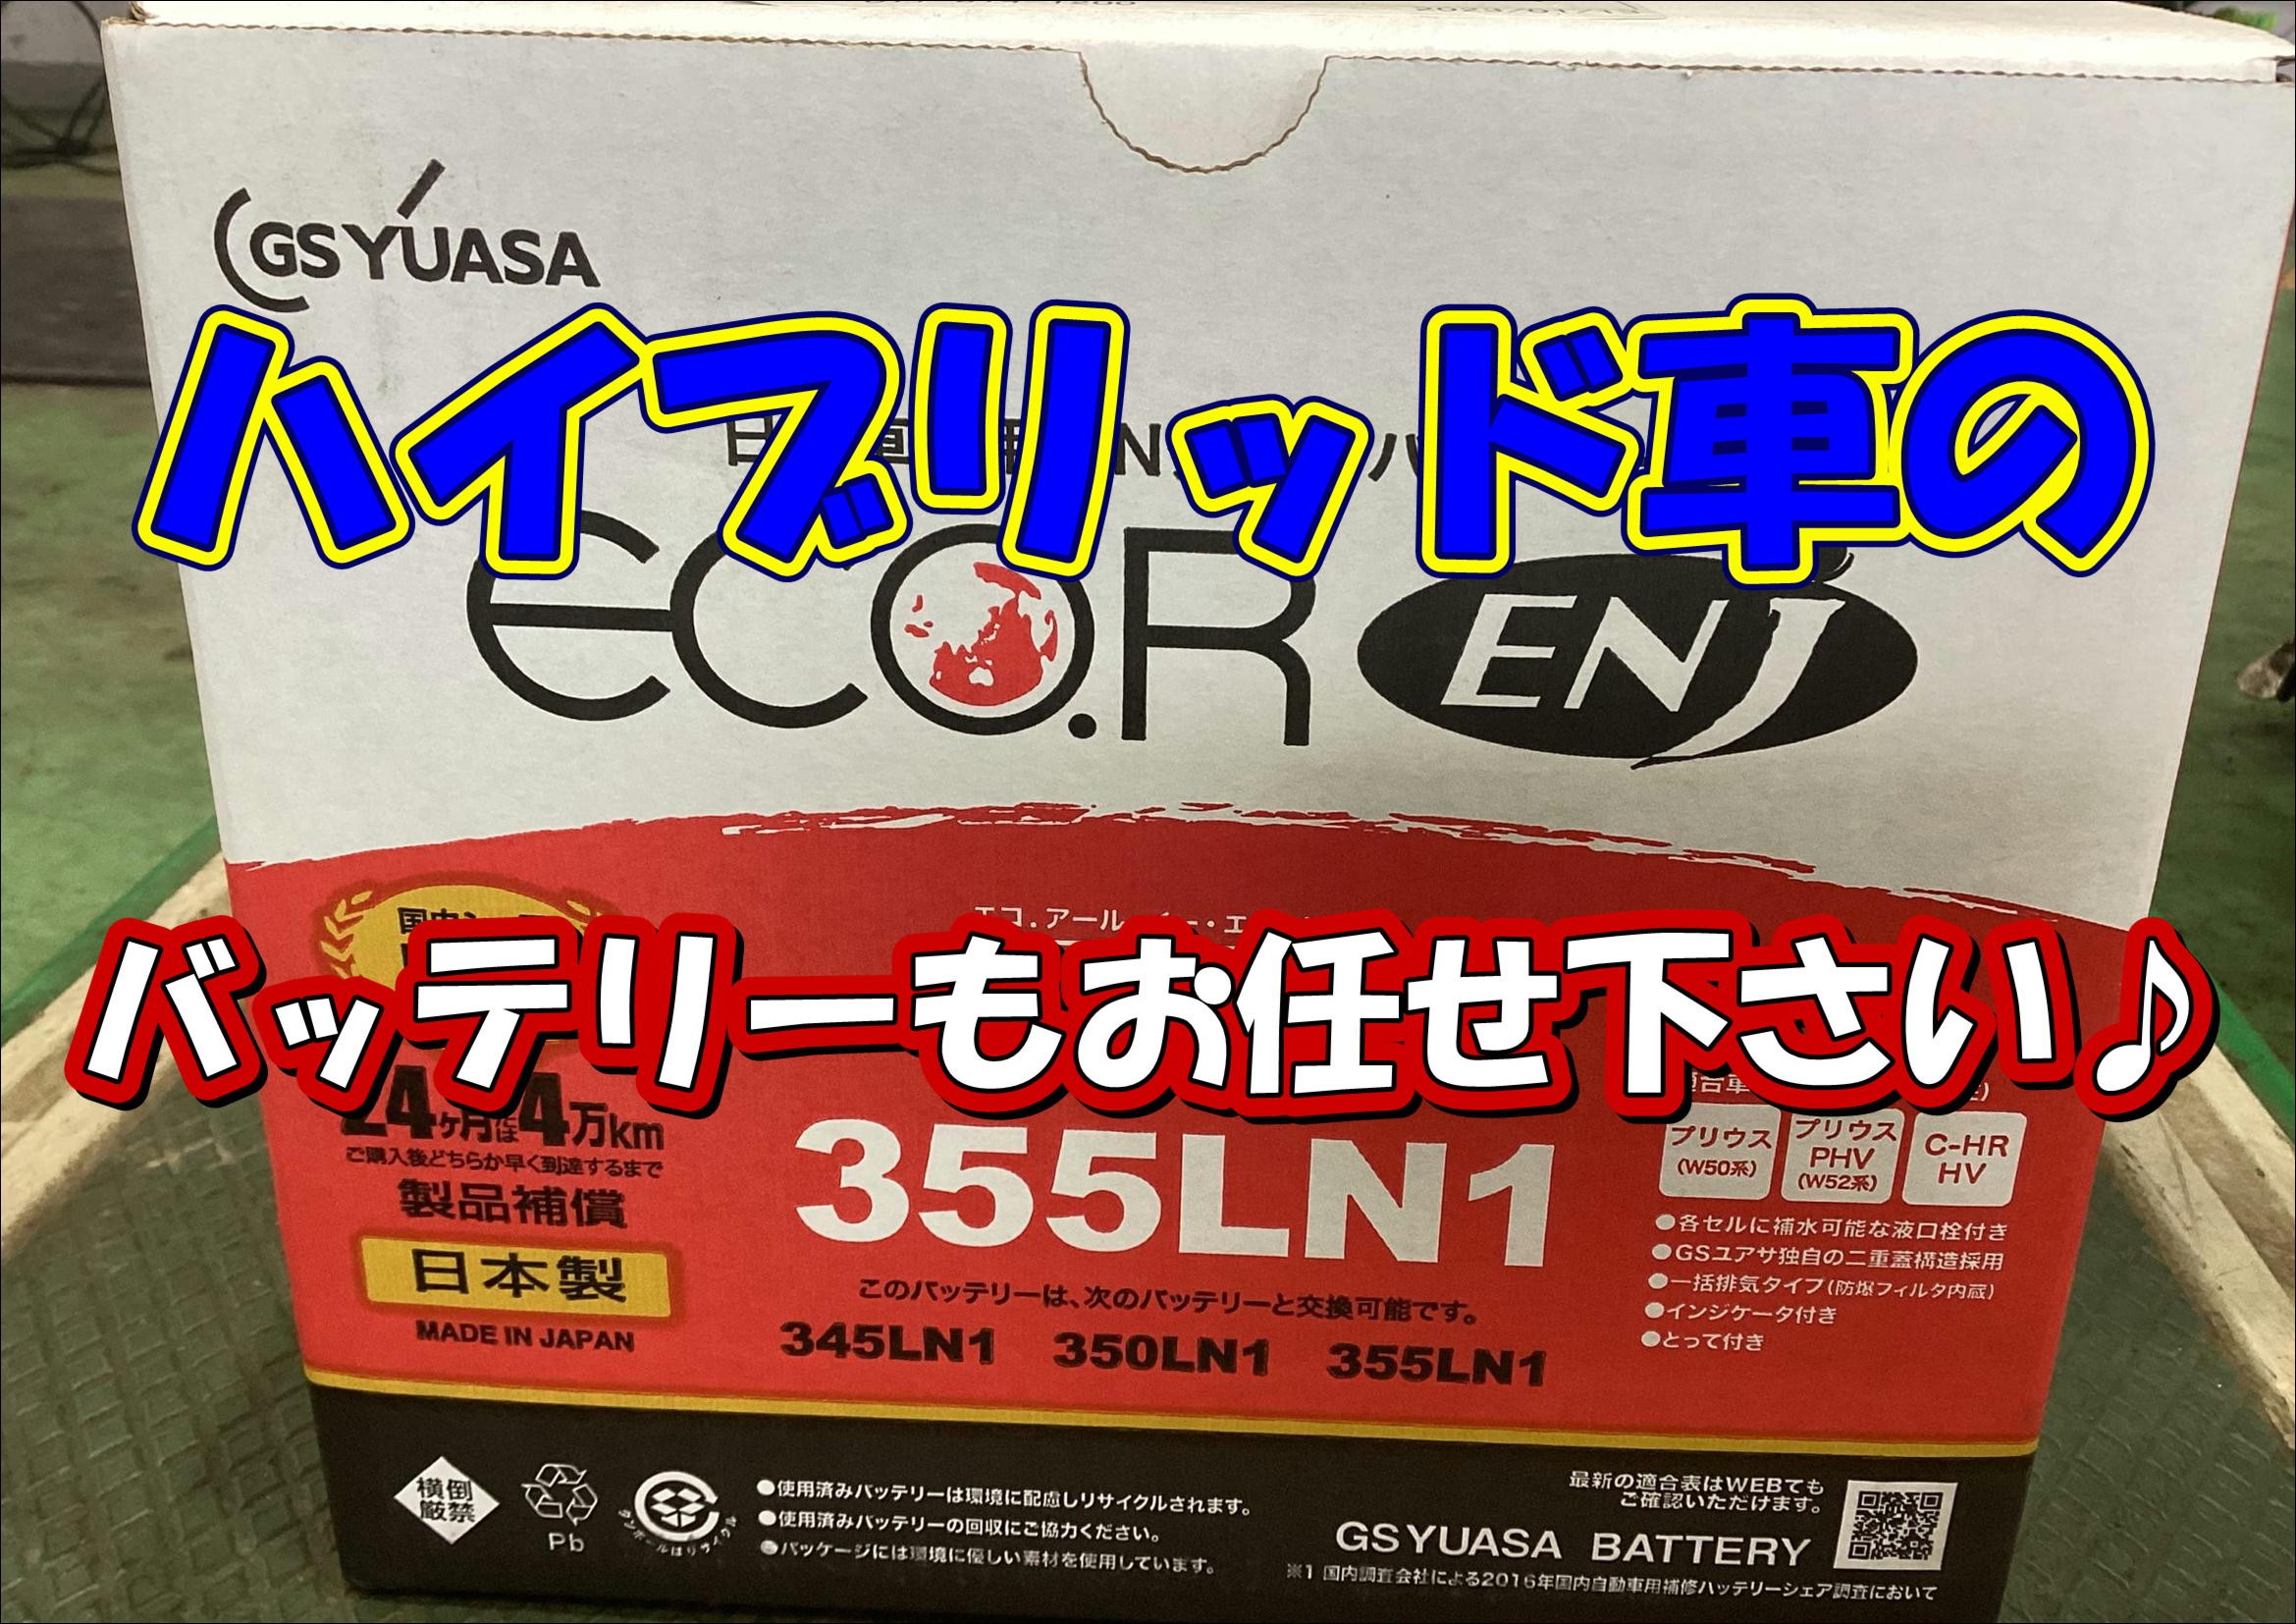 GS YUASA
ハイブリッド車の
eco.R ENJ
バッテリーもお任せ下さい♪
24ヶ月または4万km
ご購入後どちらか早く到達するまで
製品補償
日本製
MADE IN JAPAN
355LN1
このバッテリーは、次のバッテリーと交換可能です。
345LN1 350LN1 355LN1
プリウス
(W50系)
プリウス
PHV
(W52系)
C-HR
HV
●各セルに補水可能な液口栓付き
●GSユアサ独自の二重蓋構造採用
●一括排気タイプ(防爆フィルタ内蔵)
●インジケータ付き
●とって付き
横倒
厳禁
Pb
ダンボールはリサイクル
●使用済みバッテリーは環境に配慮しリサイクルされます。
●使用済みバッテリーの回収にご協力ください。
●パッケージには環境に優しい素材を使用しています。
最新の適合表はWEBでも
ご確認いただけます。
GS YUASA BATTERY
※1 国内調査会社による2016年国内自動車用補修バッテリーシェア調査において